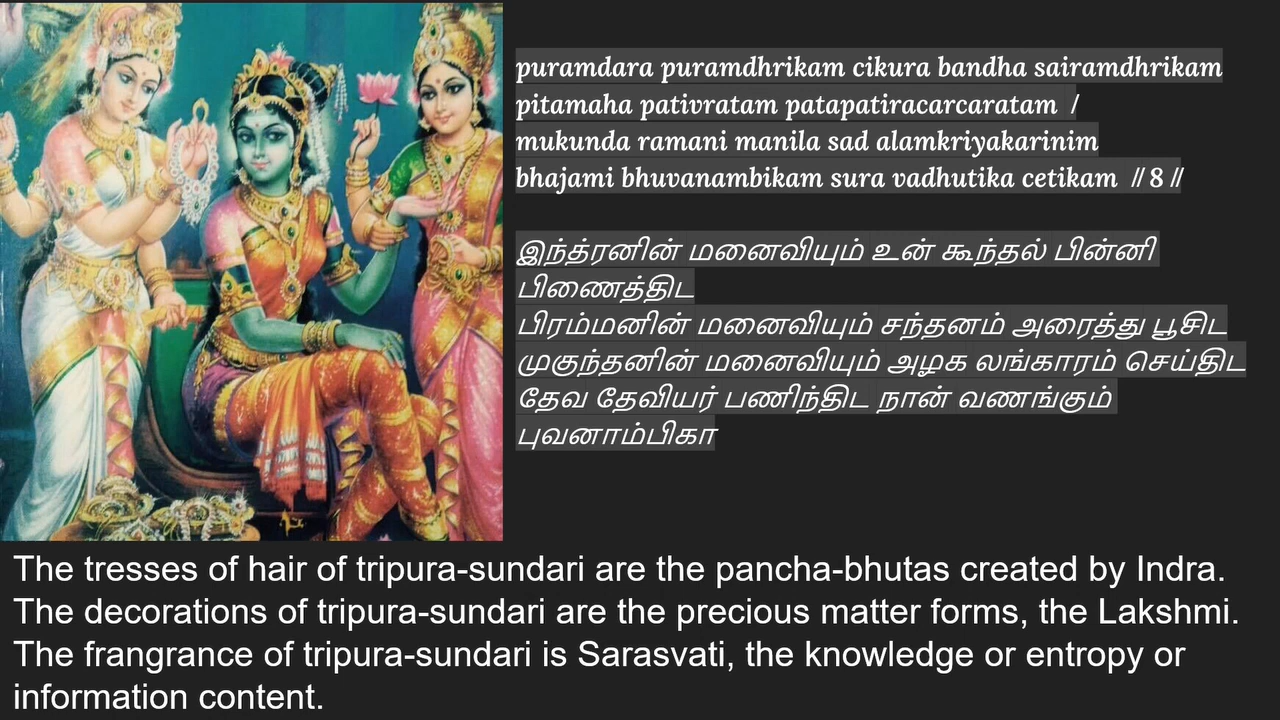 puramdara puramdhrikam cikura bandha sairamdhrikam
pitamaha pativratam patapatiracarcaratam /
mukunda ramani manila sad alamkriyakarinim
bhajami bhuvanambikam sura vadhutika cetikam // 8 //
இந்த்ரனின் மனைவியும் உன் கூந்தல் பின்னி
பிணைத்திட
பிரம்மனின் மனைவியும் சந்தனம் அரைத்து பூசிட
முகுந்தனின் மனைவியும் அழக லங்காரம் செய்திட
தேவ தேவியர் பணிந்திட நான் வணங்கும்
புவனாம்பிகா
The tresses of hair of tripura-sundari are the pancha-bhutas created by Indra.
The decorations of tripura-sundari are the precious matter forms, the Lakshmi.
The frangrance of tripura-sundari is Sarasvati, the knowledge or entropy or
information content.